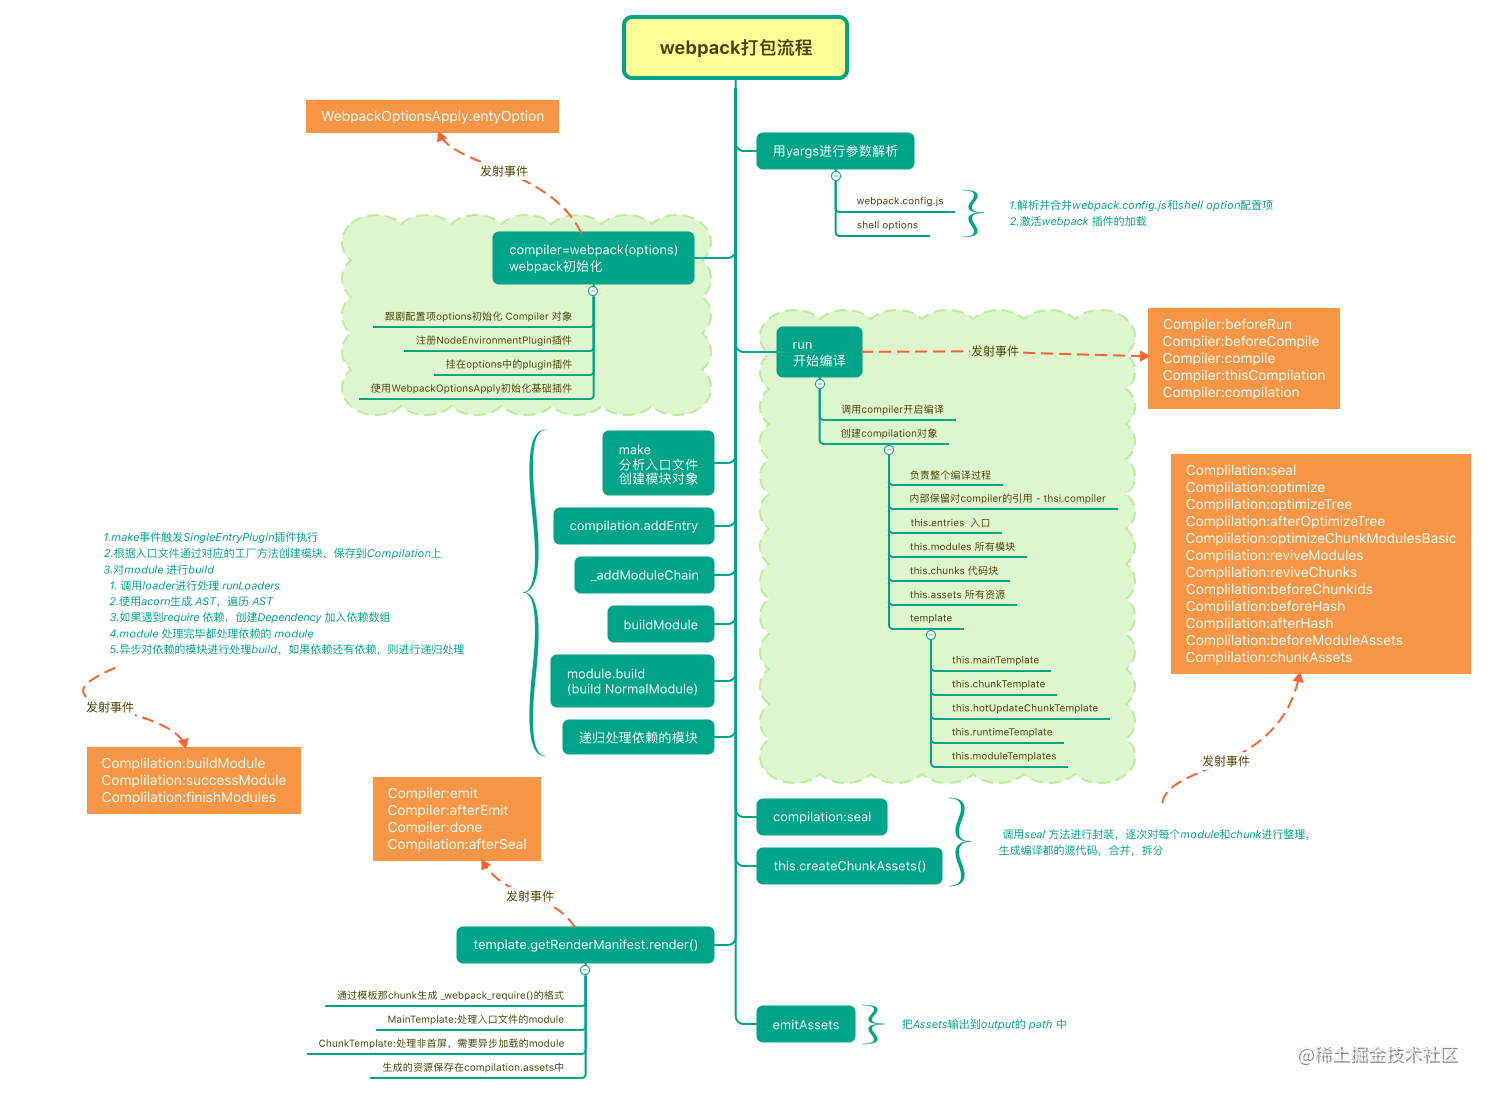 webpack打包流程
WebpackOptionsApply:entyOption
发射事件
用yargs进行参数解析
webpack.config.js
shell options
1.解析并合并webpack.config.js和shell option配置项
2.激活webpack 插件的加载
compiler=webpack(options)
webpack初始化
跟剧配置项options初始化 Compiler 对象
注册NodeEnvironmentPlugin插件
挂在options中的plugin插件
使用WebpackOptionsApply初始化基础插件
run
开始编译
发射事件
Compiler:beforeRun
Compiler:beforeCompile
Compiler:compile
Compiler:thisCompilation
Compiler:compilation
调用compiler开启编译
创建compilation对象
负责整个编译过程
内部保留对compiler的引用 - thsi.compiler
this.entries 入口
this.modules 所有模块
this.chunks 代码块
this.assets 所有资源
template
this.mainTemplate
this.chunkTemplate
this.hotUpdateChunkTemplate
this.runtimeTemplate
this.moduleTemplates
make
分析入口文件
创建模块对象
compilation.addEntry
_addModuleChain
buildModule
module.build
(build NormalModule)
递归处理依赖的模块
1.make事件触发SingleEntryPlugin插件执行
2.根据入口文件通过对应的工厂方法创建模块，保存到Compilation上
3.对module 进行build
1. 调用loader进行处理 runLoaders
2.使用acorn生成 AST，遍历 AST
3.如果遇到require 依赖，创建Dependency 加入依赖数组
4.module 处理完毕都处理依赖的 module
5.异步对依赖的模块进行处理build，如果依赖还有依赖，则进行递归处理
发射事件
Complilation:buildModule
Complilation:successModule
Complilation:finishModules
Complilation:seal
Complilation:optimize
Complilation:optimizeTree
Complilation:afterOptimizeTree
Complilation:optimizeChunkModulesBasic
Complilation:reviveModules
Complilation:reviveChunks
Complilation:beforeChunkIds
Complilation:beforeHash
Complilation:afterHash
Complilation:beforeModuleAssets
Complilation:chunkAssets
发射事件
compilation:seal
this.createChunkAssets()
调用seal 方法进行封装，逐次对每个module和chunk进行整理，
生成编译都的源代码，合并，拆分
Compiler:emit
Compiler:afterEmit
Compiler:done
Compilation:afterSeal
发射事件
template.getRenderManifest.render()
通过模板那chunk生成 _webpack_require()的格式
MainTemplate:处理入口文件的module
ChunkTemplate:处理非首屏，需要异步加载的module
生成的资源保存在compilation.assets中
emitAssets
把Assets输出到output的 path 中
@稀土掘金技术社区